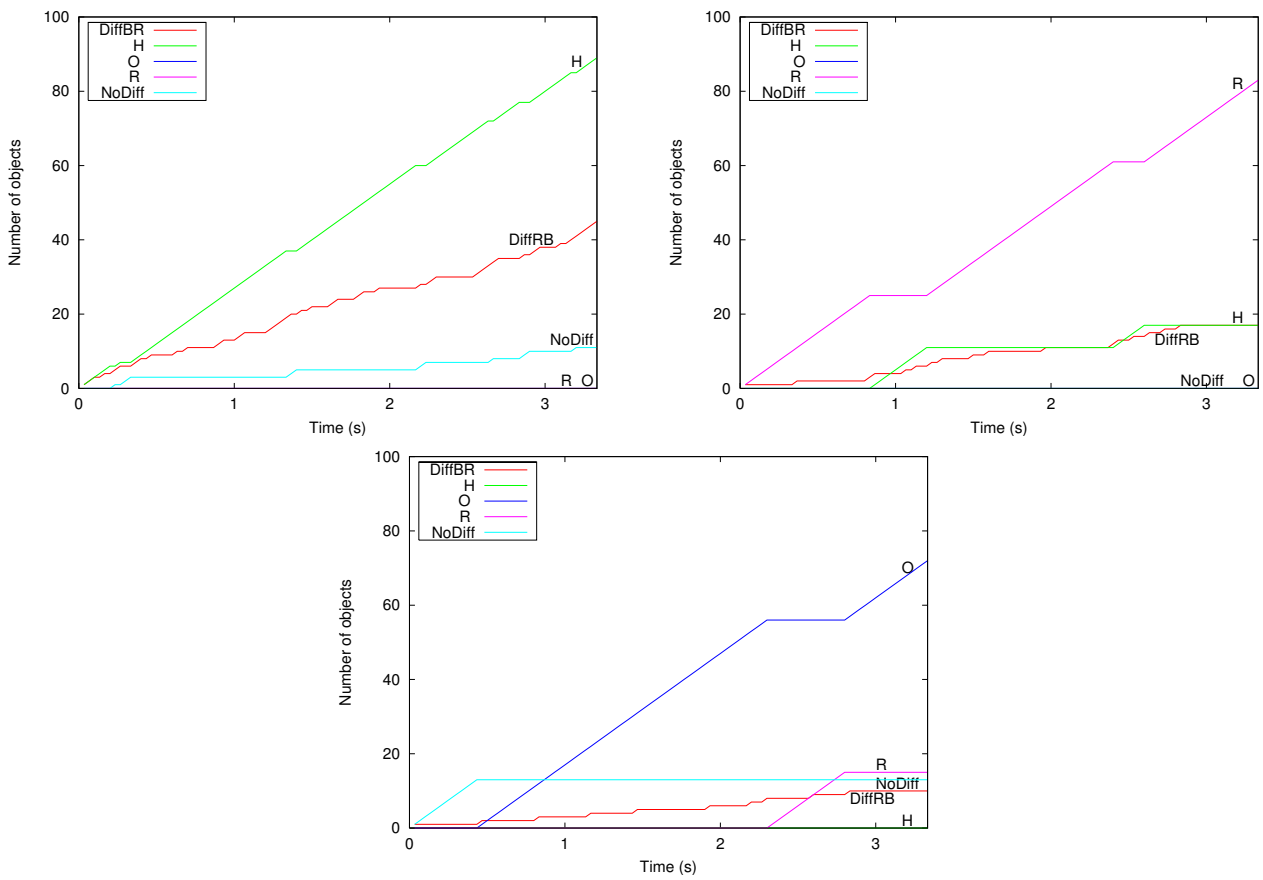 100
80
60
40
20
0
Number of objects
0 1 2 3
Time (s)
DiffBR
H
O
R
NoDiff
H
DiffRB
NoDiff
R O
100
80
60
40
20
0
Number of objects
0 1 2 3
Time (s)
DiffBR
H
O
R
NoDiff
R
H
DiffRB
NoDiff O
100
80
60
40
20
0
Number of objects
0 1 2 3
Time (s)
DiffBR
H
O
R
NoDiff
O
R
NoDiff
DiffRB
H